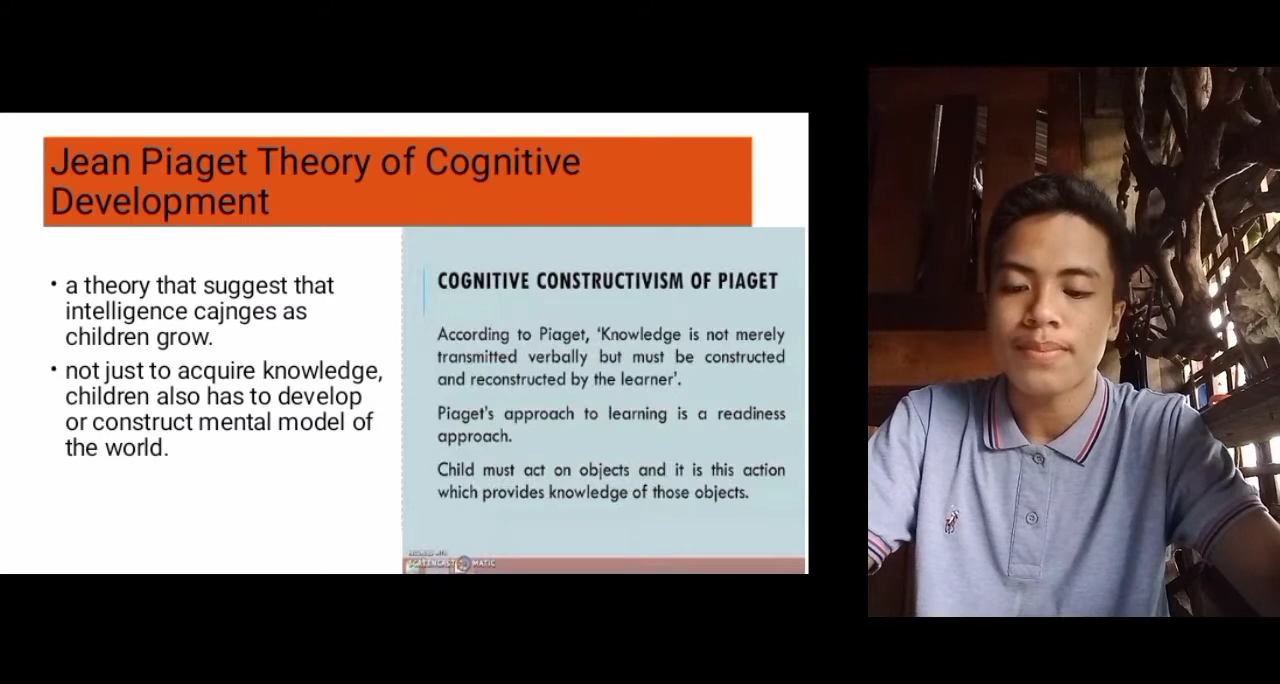 Jean Piaget Theory of Cognitive
Development
• a theory that suggest that
intelligence cajnges as
children grow.
• not just to acquire knowledge,
children also has to develop
or construct mental model of
the world.
COGNITIVE CONSTRUCTIVISM OF PIAGET
According to Piaget, ‘Knowledge is not merely
transmitted verbally but must be constructed
and reconstructed by the learner’.
Piaget's approach to learning is a readiness
approach.
Child must act on objects and it is this action
which provides knowledge of those objects.
SCREENCAST MATIC